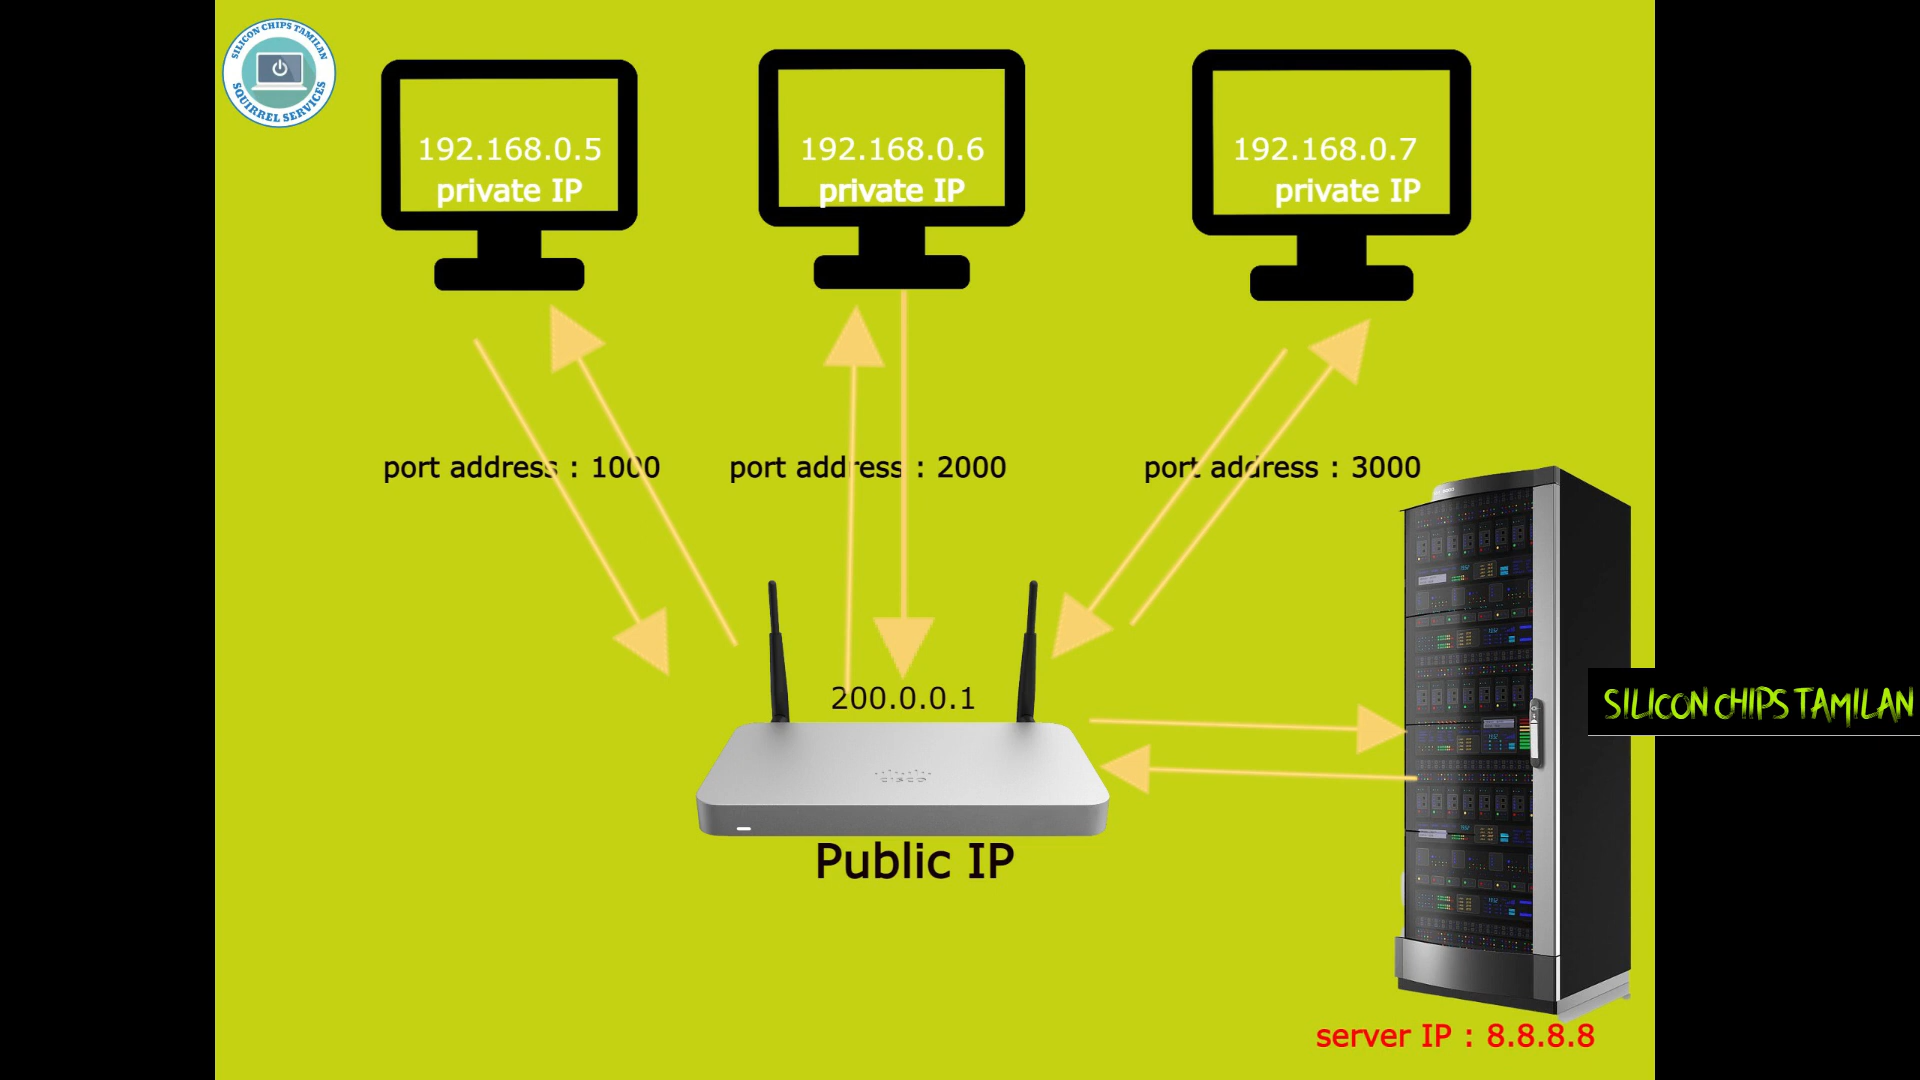 SILICON CHIPS TAMILAN
SQUIRREL SERVICES
192.168.0.5
private IP
192.168.0.6
private IP
192.168.0.7
private IP
port address : 1000
port address : 2000
port address : 3000
200.0.0.1
CISCO
Public IP
SILICON CHIPS TAMILAN
server IP : 8.8.8.8